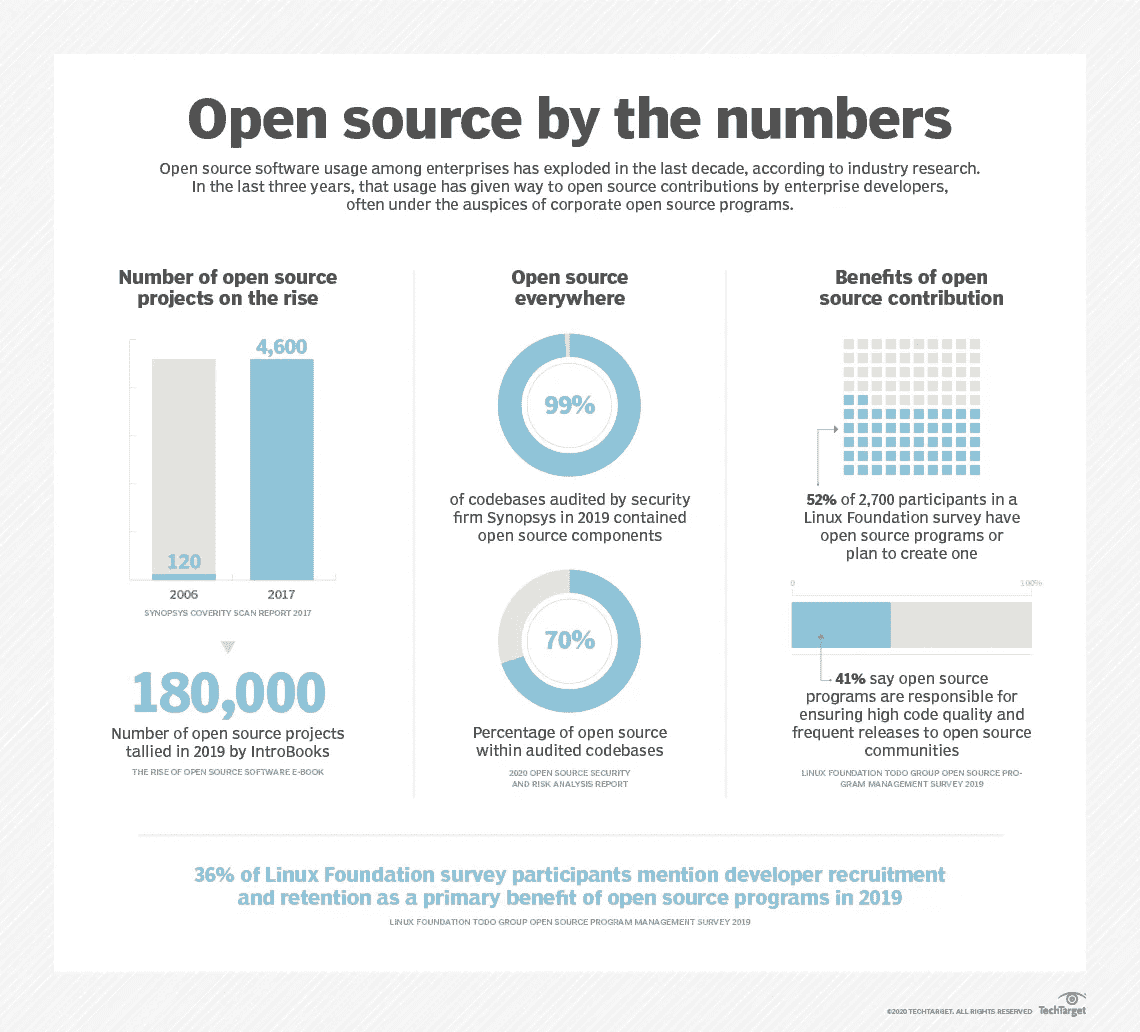 Open source by the numbers
Open source software usage among enterprises has exploded in the last decade, according to industry research.
In the last three years, that usage has given way to open source contributions by enterprise developers,
often under the auspices of corporate open source programs.
Number of open source
projects on the rise
4,600
120
2006
2017
SYNOPSYS COVERITY SCAN REPORT 2017
180,000
Number of open source projects
tallied in 2019 by IntroBooks
THE RISE OF OPEN SOURCE SOFTWARE E-BOOK
Open source
everywhere
99%
of codebases audited by security
firm Synopsys in 2019 contained
open source components
70%
Percentage of open source
within audited codebases
2020 OPEN SOURCE SECURITY
AND RISK ANALYSIS REPORT
Benefits of open
source contribution
52% of 2,700 participants in a
Linux Foundation survey have
open source programs or
plan to create one
0
100%
41% say open source
programs are responsible for
ensuring high code quality and
frequent releases to open source
communities
LINUX FOUNDATION TODO GROUP OPEN SOURCE PRO-
GRAM MANAGEMENT SURVEY 2019
36% of Linux Foundation survey participants mention developer recruitment
and retention as a primary benefit of open source programs in 2019
LINUX FOUNDATION TODO GROUP OPEN SOURCE PROGRAM MANAGEMENT SURVEY 2019
©2020 TECHTARGET. ALL RIGHTS RESERVED
TechTarget